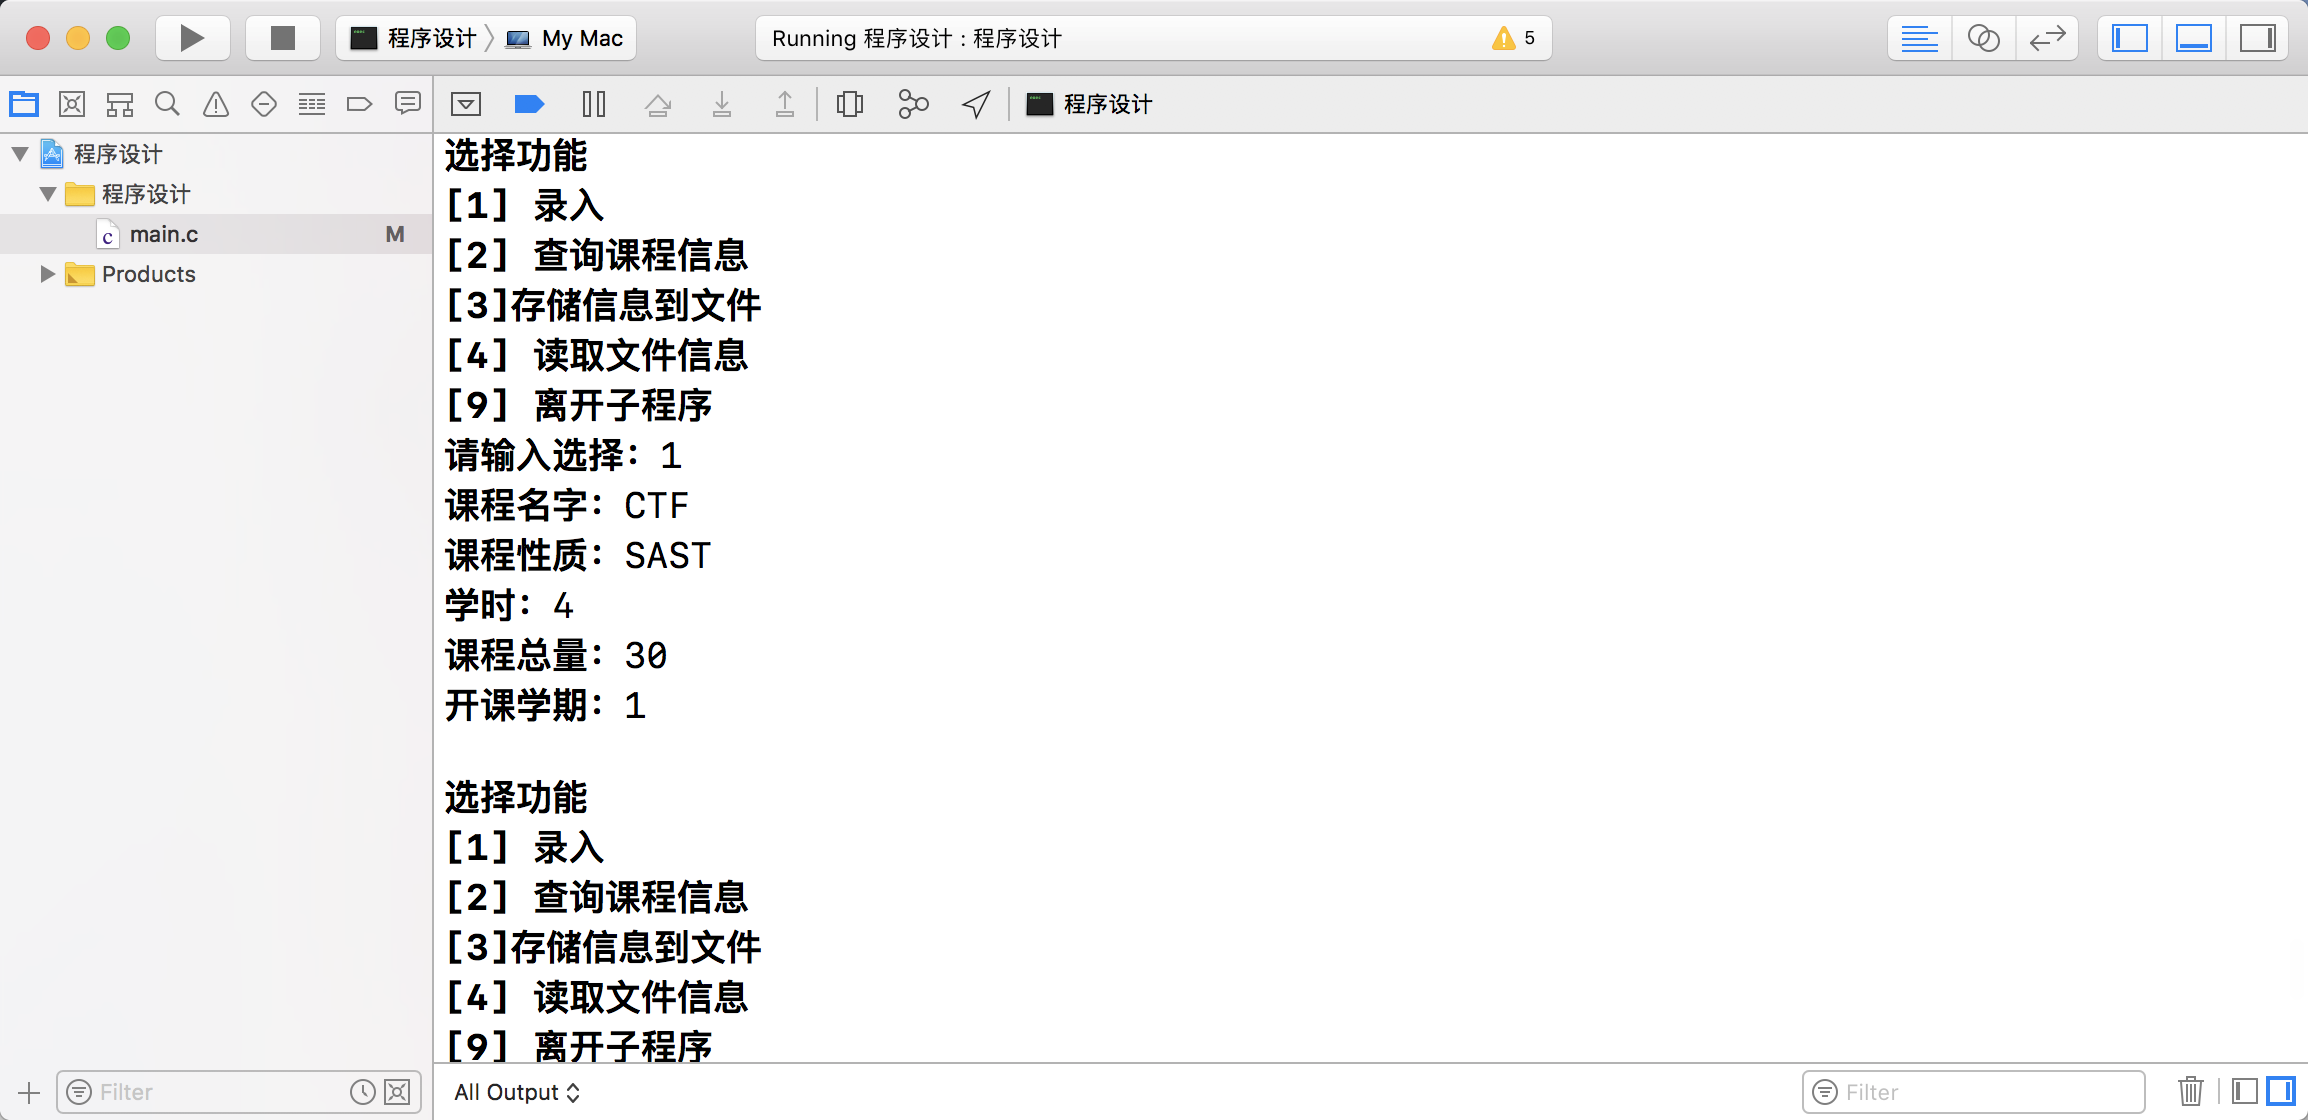 程序设计 My Mac
Running 程序设计 : 程序设计 5
程序设计
程序设计
程序设计
main.c M
Products
选择功能
[1] 录入
[2] 查询课程信息
[3]存储信息到文件
[4] 读取文件信息
[9] 离开子程序
请输入选择：1
课程名字：CTF
课程性质：SAST
学时：4
课程总量：30
开课学期：1
选择功能
[1] 录入
[2] 查询课程信息
[3]存储信息到文件
[4] 读取文件信息
[9] 离开子程序
Filter
All Output
Filter